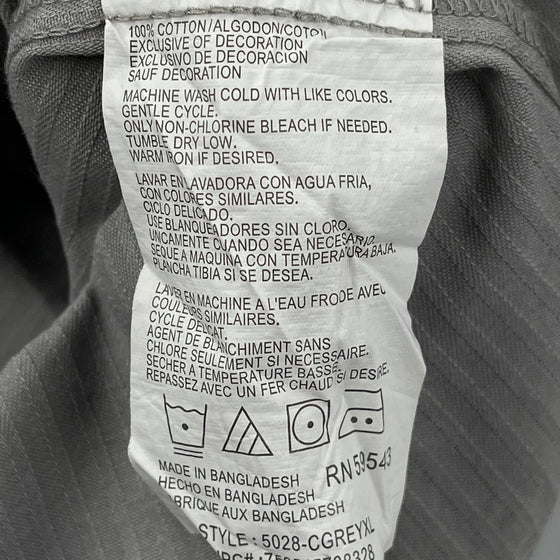 100% COTTON/ALGODON/COTON
EXCLUSIVE OF DECORATION
EXCLUSIVO DE DECORACION
SAUF DECORATION
MACHINE WASH COLD WITH LIKE COLORS.
GENTLE CYCLE.
ONLY NON-CHLORINE BLEACH IF NEEDED.
TUMBLE DRY LOW.
WARM IRON IF DESIRED.
LAVAR EN LAVADORA CON AGUA FRIA,
CON COLORES SIMILARES.
CICLO DELICADO.
USE BLANQUEADORES SIN CLORO.
UNICAMENTE CUANDO SEA NECESARIO.
SEQUE A MAQUINA CON TEMPERATURA BAJA.
PLANCHA TIBIA SI SE DESEA.
LAVER EN MACHINE A L'EAU FRODE AVEC
COULEURS SIMILAIRES.
CYCLE DELICAT.
AGENT DE BLANCHIMENT SANS
CHLORE SEULEMENT SI NECESSAIRE.
SECHER A TEMPERATURE BASSE.
REPASSEZ AVEC UN FER CHAUD SI DESIRE.
MADE IN BANGLADESH
HECHO EN BANGLADESH
FABRIQUE AUX BANGLADESH
RN 59543
STYLE: 5028-CGREYXL